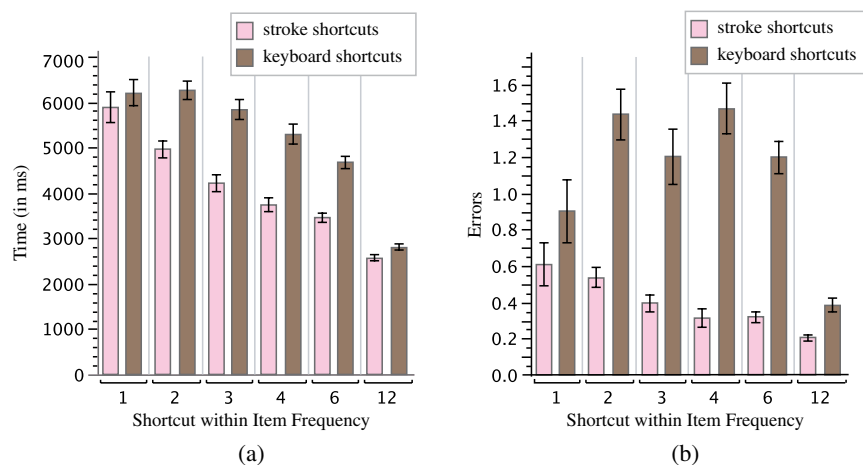 stroke shortcuts
keyboard shortcuts
7000
6000
5000
4000
3000
2000
1000
0
Time (in ms)
1 2 3 4 6 12
Shortcut within Item Frequency
(a)
stroke shortcuts
keyboard shortcuts
1.6
1.4
1.2
1.0
0.8
0.6
0.4
0.2
0.0
Errors
1 2 3 4 6 12
Shortcut within Item Frequency
(b)